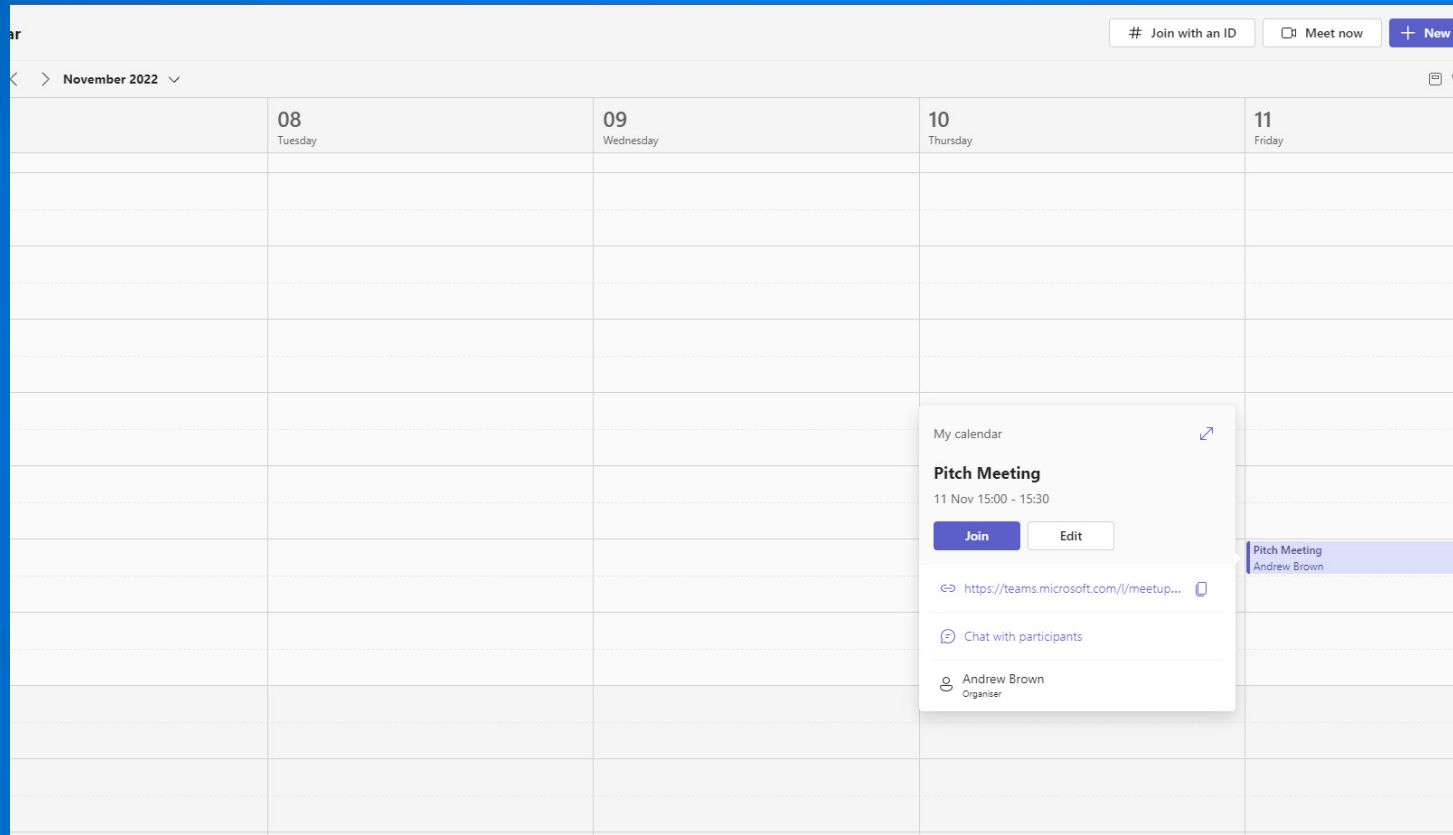 ar
# Join with an ID
Meet now
+ New
November 2022
08
Tuesday
09
Wednesday
10
Thursday
11
Friday
My calendar
Pitch Meeting
11 Nov 15:00 - 15:30
Join
Edit
https://teams.microsoft.com/l/meetup...
Chat with participants
Andrew Brown
Organiser
Pitch Meeting
Andrew Brown